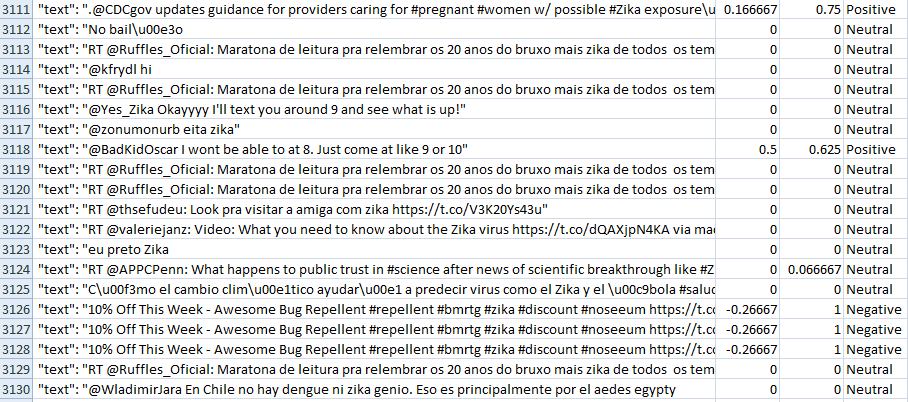 3111 "text": ".@CDCgov updates guidance for providers caring for #pregnant #women w/ possible #Zika exposure\u 0.166667 0.75 Positive
3112 "text": "No bail\u00e3o 0 0 Neutral
3113 "text": "RT @Ruffles_Oficial: Maratona de leitura pra relembrar os 20 anos do bruxo mais zika de todos os tem 0 0 Neutral
3114 "text": "@kfrydl hi 0 0 Neutral
3115 "text": "RT @Ruffles_Oficial: Maratona de leitura pra relembrar os 20 anos do bruxo mais zika de todos os tem 0 0 Neutral
3116 "text": "@Yes_Zika Okayyyy I'll text you around 9 and see what is up!" 0 0 Neutral
3117 "text": "@zonumonurb eita zika" 0 0 Neutral
3118 "text": "@BadKidOscar I wont be able to at 8. Just come at like 9 or 10" 0.5 0.625 Positive
3119 "text": "RT @Ruffles_Oficial: Maratona de leitura pra relembrar os 20 anos do bruxo mais zika de todos os tem 0 0 Neutral
3120 "text": "RT @Ruffles_Oficial: Maratona de leitura pra relembrar os 20 anos do bruxo mais zika de todos os tem 0 0 Neutral
3121 "text": "RT @thsefudeu: Look pra visitar a amiga com zika https://t.co/V3K20Ys43u" 0 0 Neutral
3122 "text": "RT @valeriejanz: Video: What you need to know about the Zika virus https://t.co/dQAXjpN4KA via mac 0 0 Neutral
3123 "text": "eu preto Zika 0 0 Neutral
3124 "text": "RT @APPCPenn: What happens to public trust in #science after news of scientific breakthrough like #Z 0 0.066667 Neutral
3125 "text": "C\u00f3mo el cambio clim\u00e1tico ayudar\u00e1 a predecir virus como el Zika y el \u00c9bola #saluc 0 0 Neutral
3126 "text": "10% Off This Week - Awesome Bug Repellent #repellent #bmrtg #zika #discount #noseeum https://t.co -0.26667 1 Negative
3127 "text": "10% Off This Week - Awesome Bug Repellent #repellent #bmrtg #zika #discount #noseeum https://t.co -0.26667 1 Negative
3128 "text": "10% Off This Week - Awesome Bug Repellent #repellent #bmrtg #zika #discount #noseeum https://t.co -0.26667 1 Negative
3129 "text": "RT @Ruffles_Oficial: Maratona de leitura pra relembrar os 20 anos do bruxo mais zika de todos os tem 0 0 Neutral
3130 "text": "@WladimirJara En Chile no hay dengue ni zika genio. Eso es principalmente por el aedes egypty 0 0 Neutral